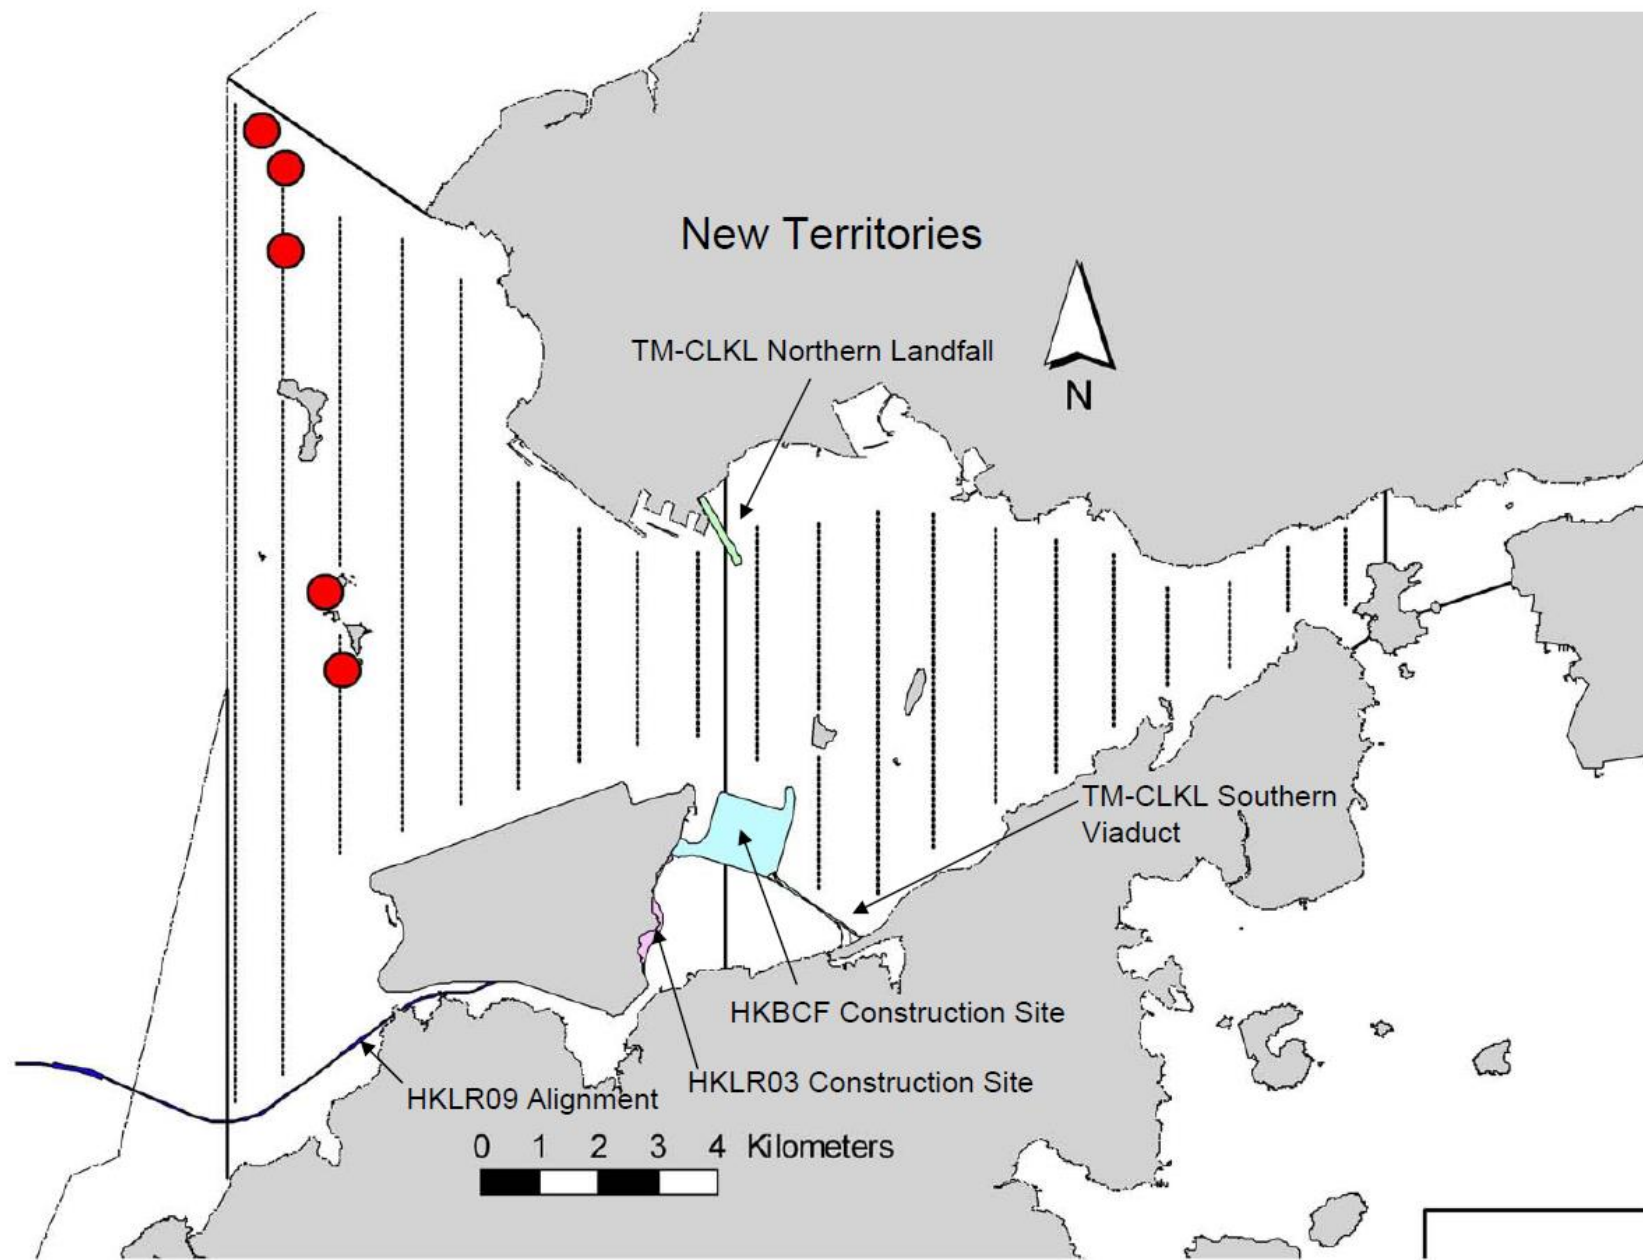 New Territories
TM-CLKL Northern Landfall
N
TM-CLKL Southern
Viaduct
HKBCF Construction Site
HKLR03 Construction Site
HKLR09 Alignment
0 1 2 3 4 Kilometers